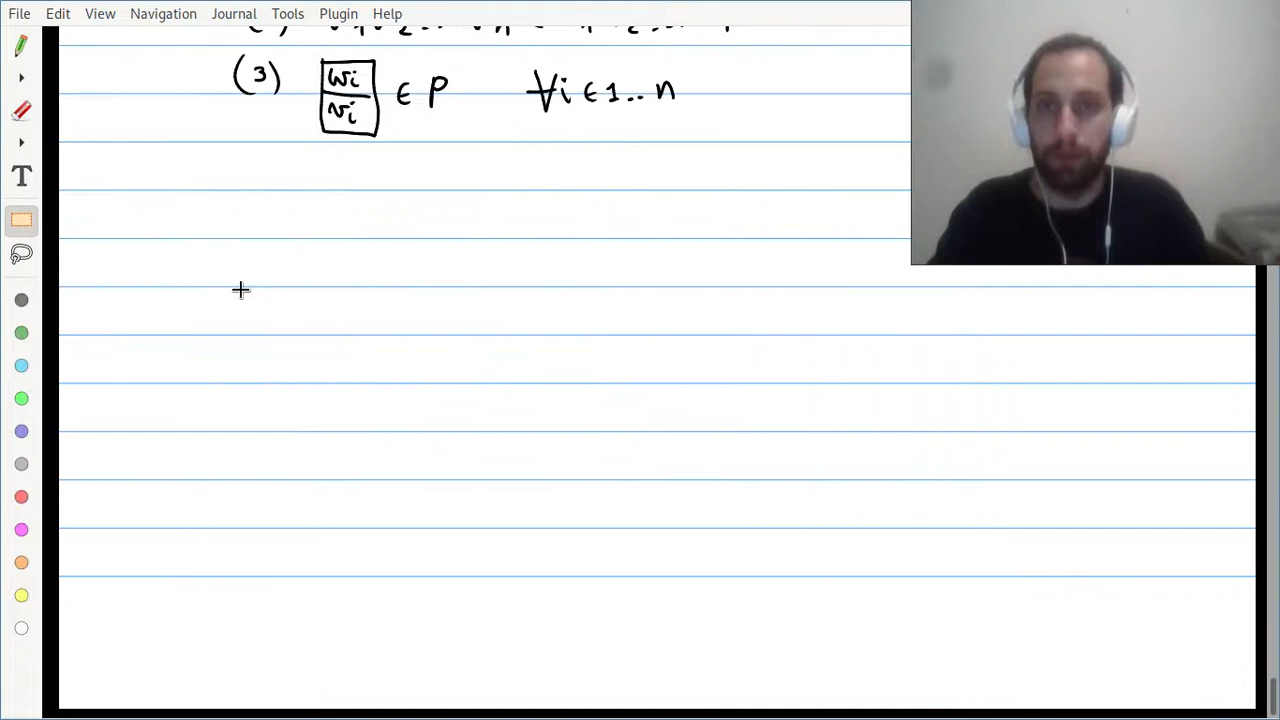 File Edit View Navigation Journal Tools Plugin Help
(3) wi/vi ∈ P ∀i ∈ 1..n
T